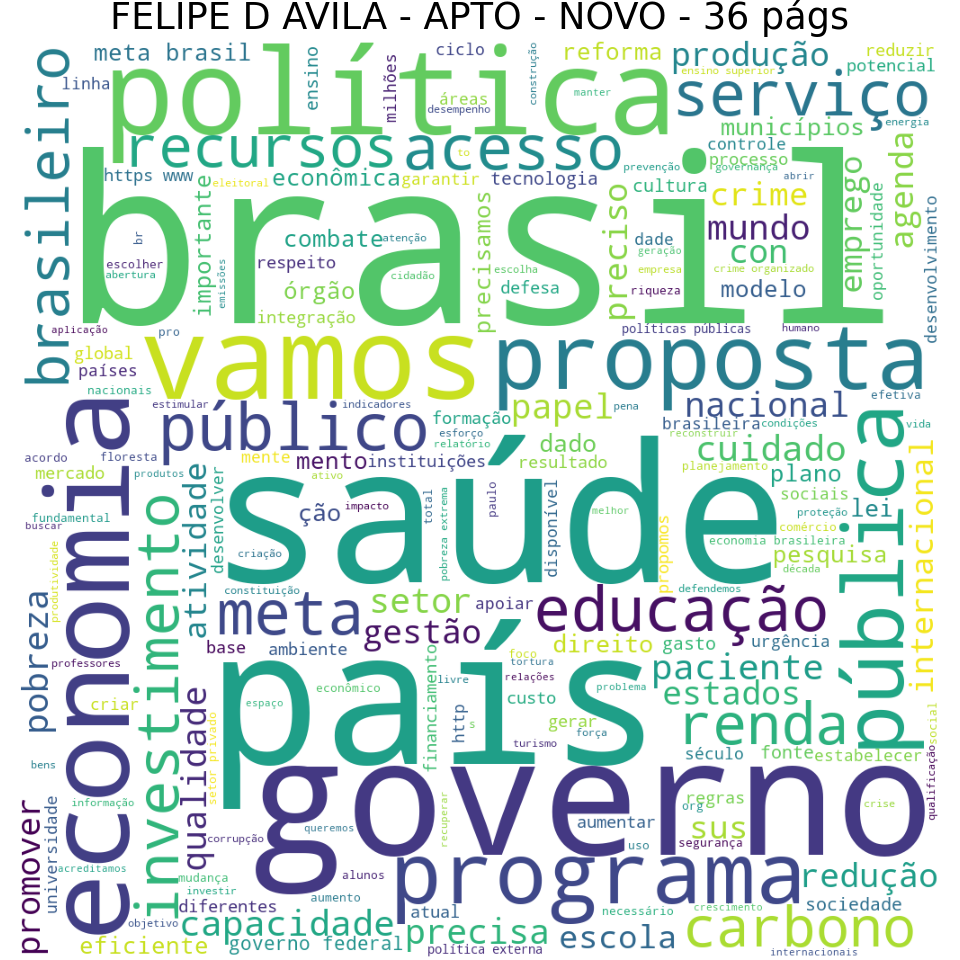 FELIPE D AVILA - APTO - NOVO - 36 págs
meta brasil
ciclo
reforma
produção
reduzir
linha
política
potencial
ensino superior
ensino
milhões
áreas
desempenho
construção
manter
serviço
brasileiro
recursos
acesso
to
municípios
controle
processo
energia
https www
eleitoral
econômica
garantir
tecnologia
prevenção
governança
abrir
cultura
crime
emprego
agenda
brasil
importante
combate
atenção
precisamos
preciso
dade
mundo
oportunidade
desenvolvimento
br
escolher
abertura
respeito
cidadão
escolha
geração
con
empresa
crime organizado
emissões
órgão
defesa
riqueza
modelo
integração
aplicação
pro
políticas públicas
humano
global
países
vamos
proposta
nacionais
efetiva
estimular
indicadores
papel
pena
nacional
público
formação
esforço
relatório
brasileira
condições
reconstruir
vida
economia
acordo
floresta
mente
mento
instituições
dado
resultado
cuidado
planejamento
plano
mercado
produtos
ativo
saúde
fundamental
buscar
investimento
atividade
desenvolver
ção
impacto
total
paulo
pobreza extrema
disponível
melhor
sociais
proteção
lei
comércio
pública
internacional
propomos
economia brasileira
pesquisa
década
produtividade
criação
constituição
defendemos
meta
setor
apoiar
educação
pobreza
gestão
base
ambiente
direito
gasto
urgência
professores
foco
tortura
relações
país
paciente
criar
econômico
livre
problema
estados
espaço
financiamento
custo
http
s
gerar
força
renda
social
qualidade
setor privado
turismo
século
fonte
estabelecer
bens
governo
qualificação
promover
universidade
informação
recuperar
regras
org
crise
aumentar
sus
queremos
corrupção
uso
segurança
acreditamos
mudança
alunos
programa
redução
investir
aumento
diferentes
objetivo
capacidade
atual
necessário
crescimento
sociedade
precisa
escola
carbono
eficiente
governo federal
política externa
internacionais